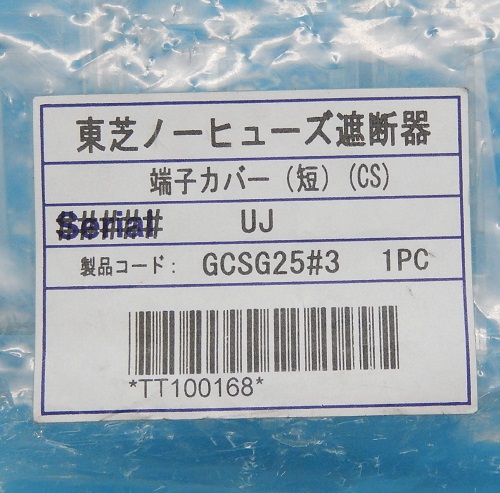 東芝ノーヒューズ遮断器
端子カバー（短）(CS)
Serial UJ
製品コード： GCSG25#3 1PC
*TT100168*